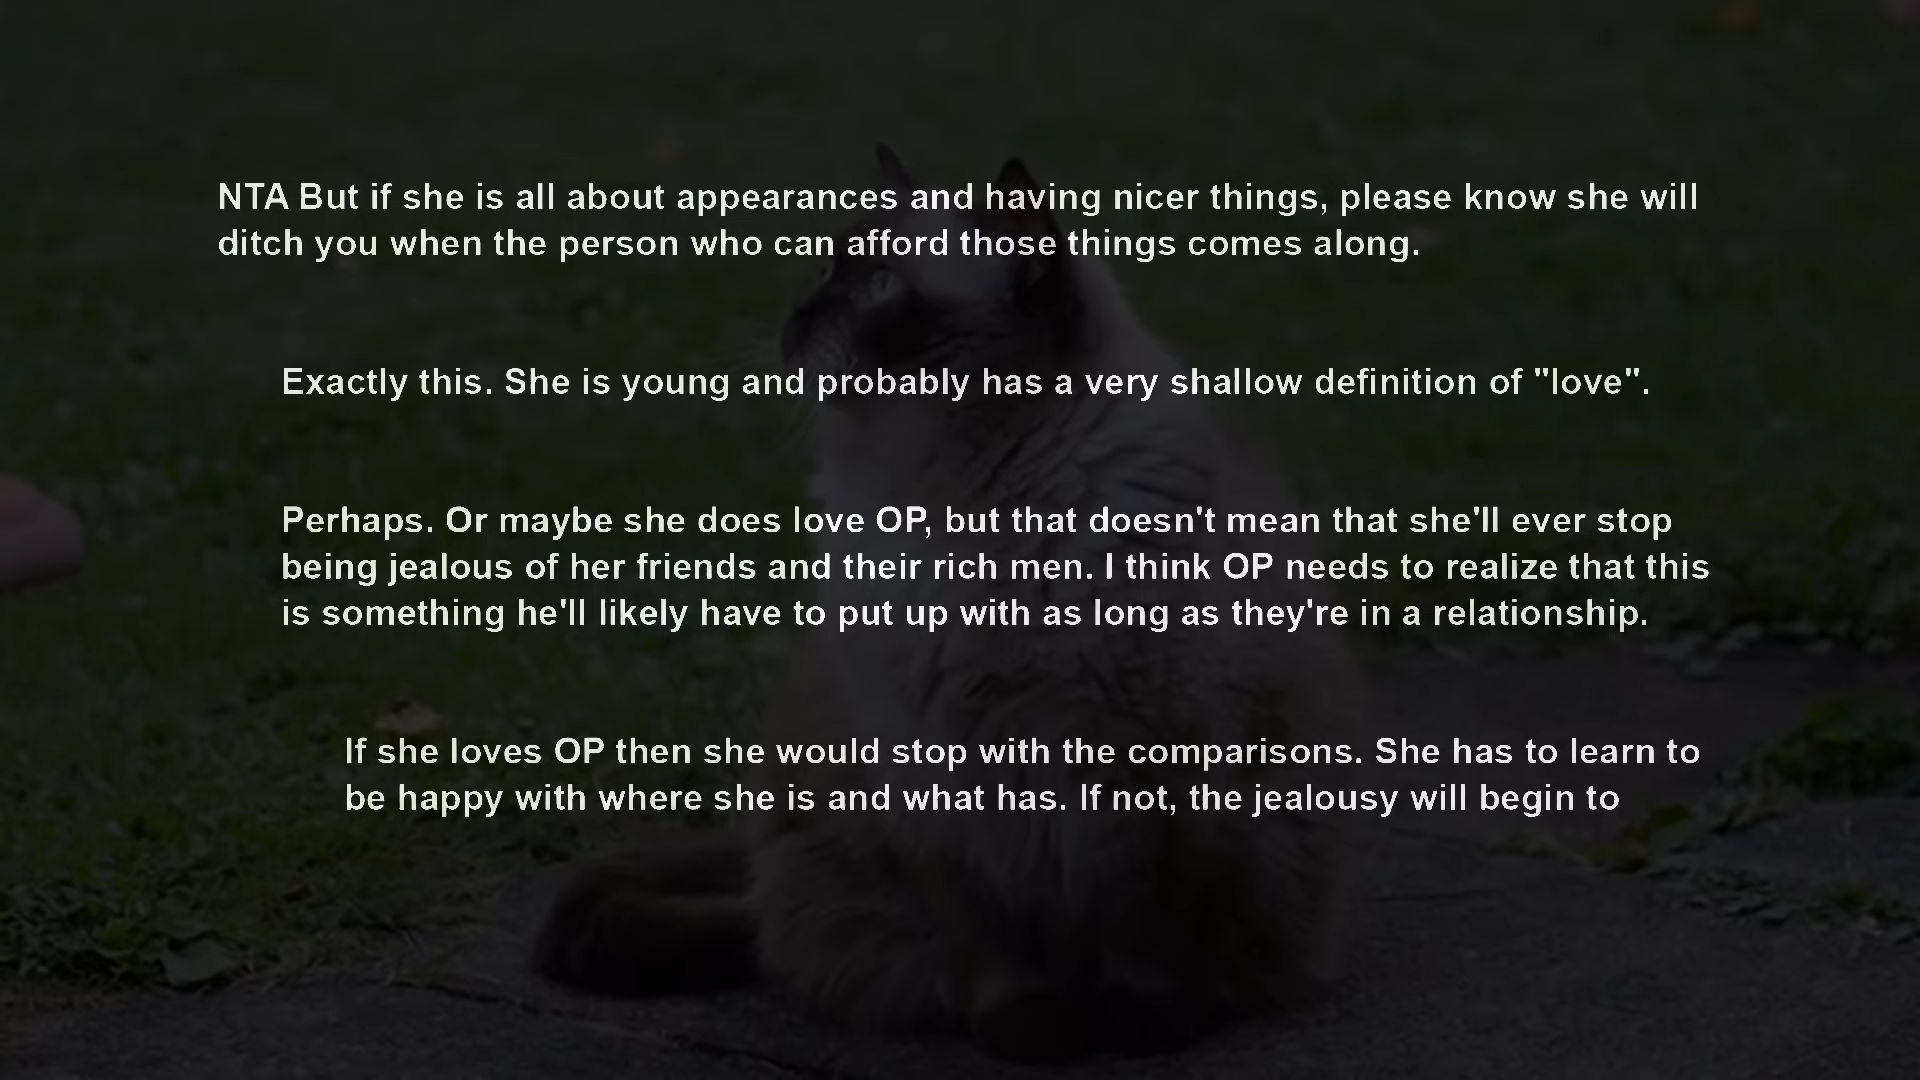 NTA But if she is all about appearances and having nicer things, please know she will
ditch you when the person who can afford those things comes along.
Exactly this. She is young and probably has a very shallow definition of "love".
Perhaps. Or maybe she does love OP, but that doesn't mean that she'll ever stop
being jealous of her friends and their rich men. I think OP needs to realize that this
is something he'll likely have to put up with as long as they're in a relationship.
If she loves OP then she would stop with the comparisons. She has to learn to
be happy with where she is and what has. If not, the jealousy will begin to